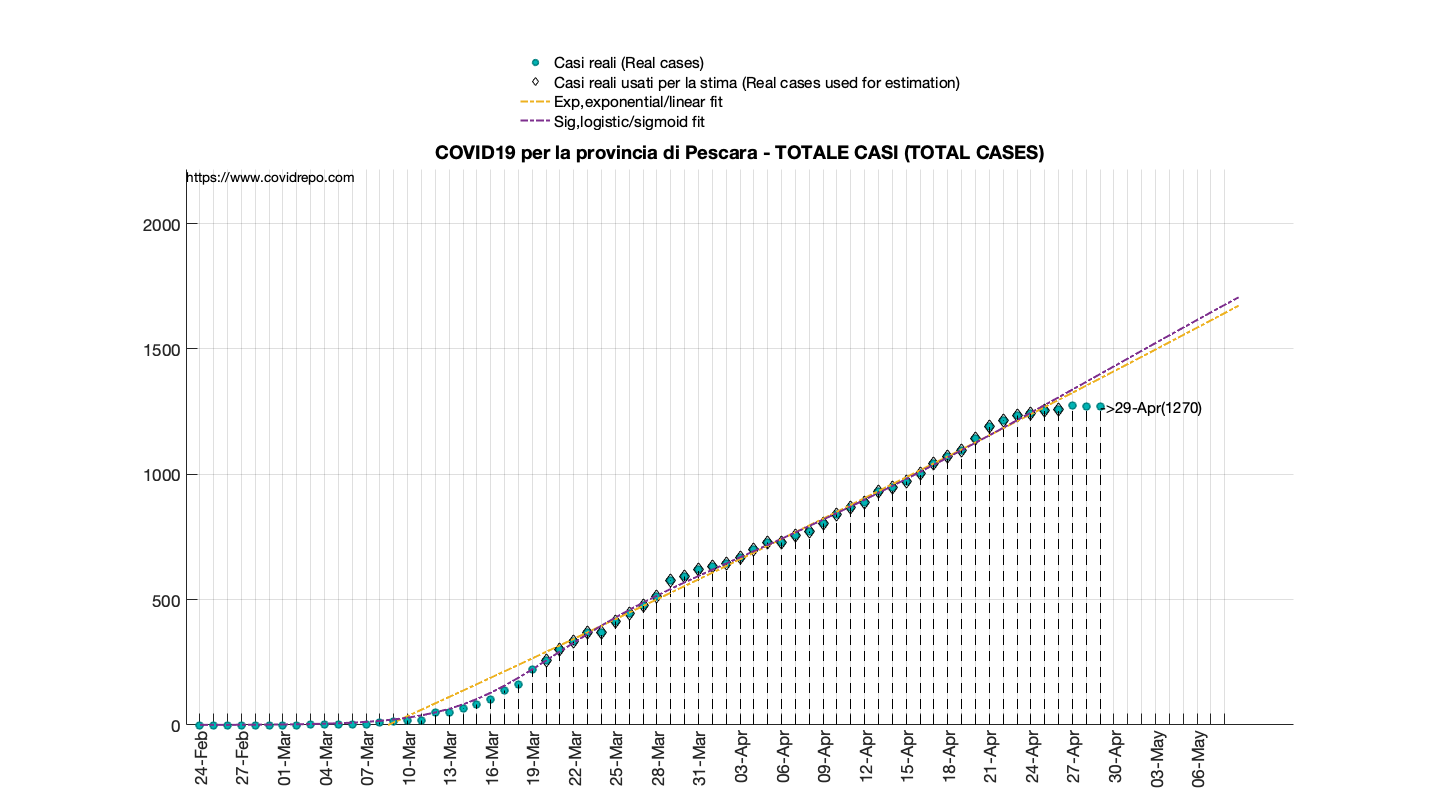 Casi reali (Real cases)
Casi reali usati per la stima (Real cases used for estimation)
Exp,exponential/linear fit
Sig,logistic/sigmoid fit
COVID19 per la provincia di Pescara - TOTALE CASI (TOTAL CASES)
https://www.covidrepo.com
2000
1500
1000
500
0
->29-Apr(1270)
24-Feb
27-Feb
01-Mar
04-Mar
07-Mar
10-Mar
13-Mar
16-Mar
19-Mar
22-Mar
25-Mar
28-Mar
31-Mar
03-Apr
06-Apr
09-Apr
12-Apr
15-Apr
18-Apr
21-Apr
24-Apr
27-Apr
30-Apr
03-May
06-May